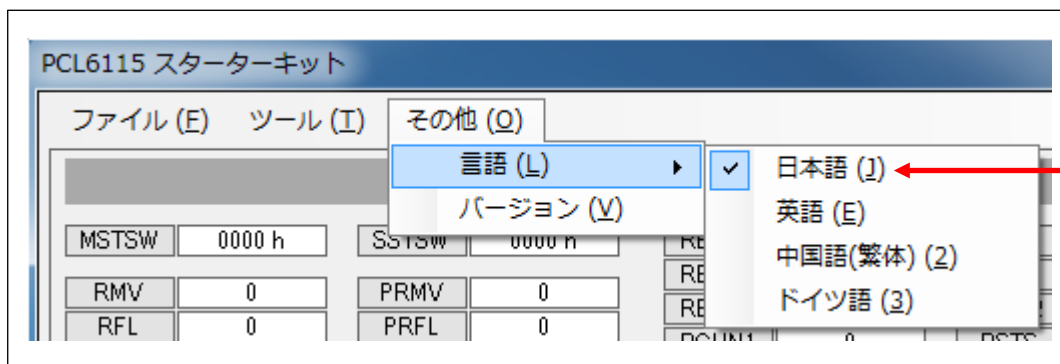 PCL6115 スターターキット
ファイル (F) ツール (T) その他 (O)
言語 (L)
バージョン (V)
日本語 (J)
英語 (E)
中国語(繁体) (2)
ドイツ語 (3)
MSTSW 0000 h SSTSW 0000 h
RMV 0 PRMV 0
RFL 0 PRFL 0